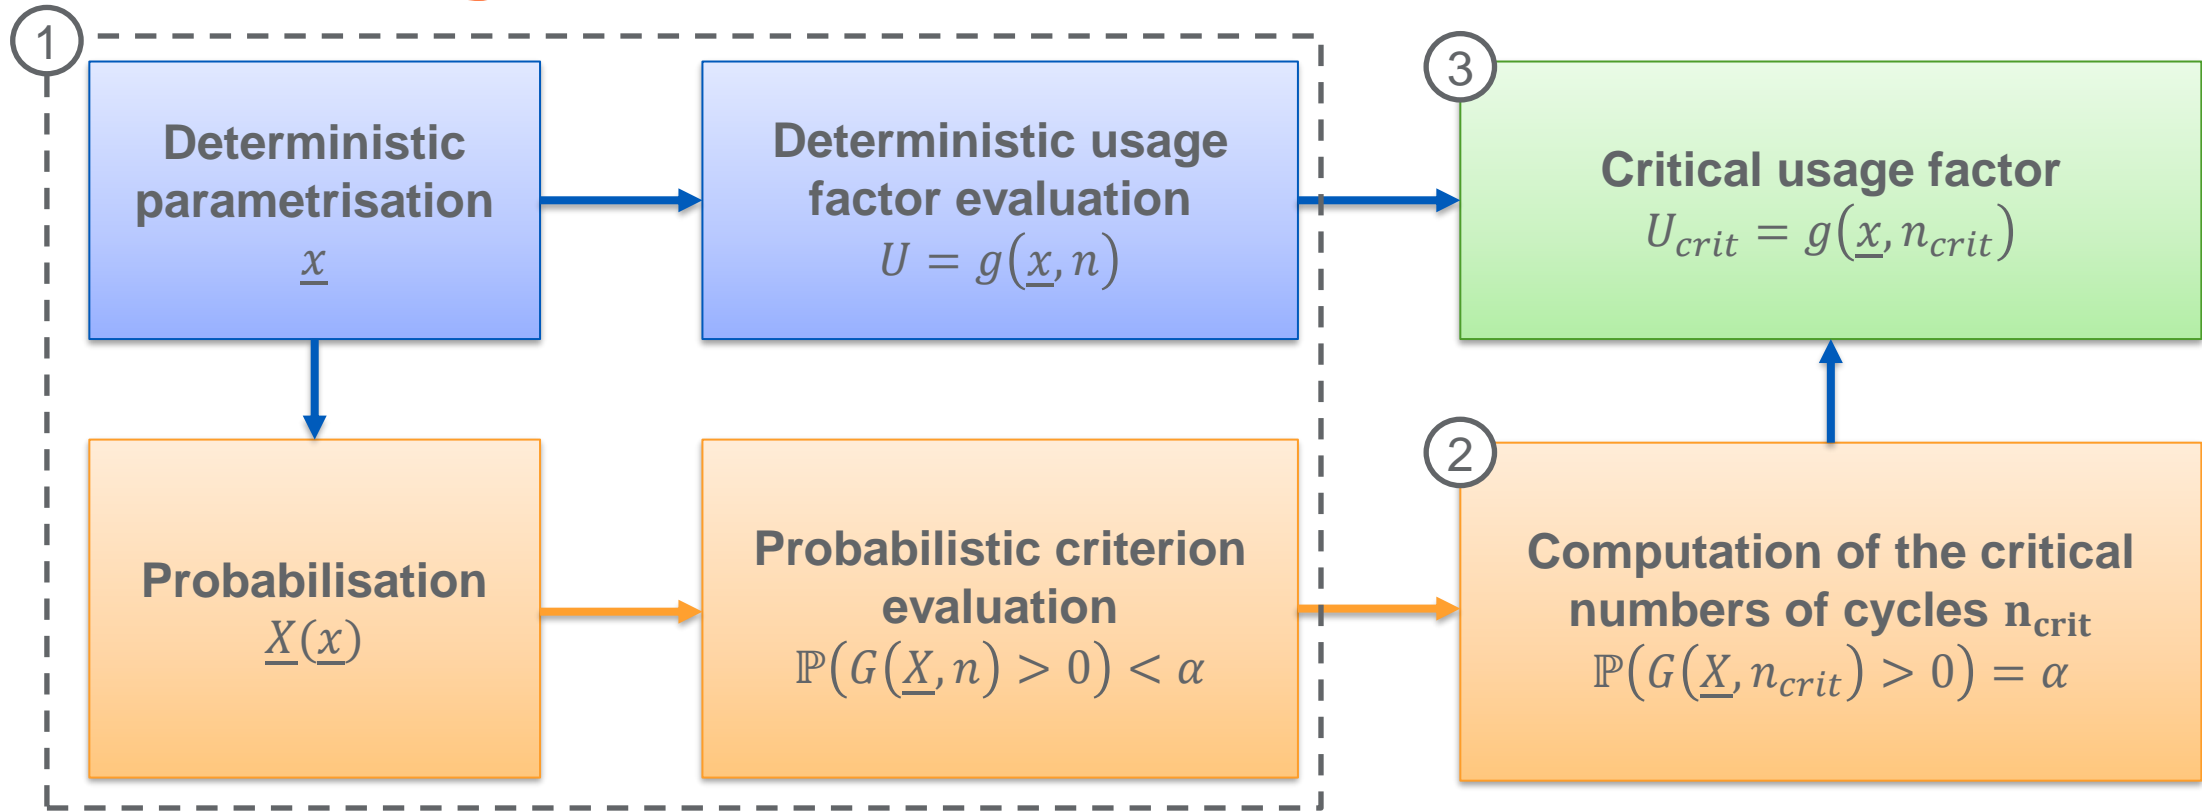 1
Deterministic
parametrisation
x
Deterministic usage
factor evaluation
U = g(x, n)
3
Critical usage factor
U_crit = g(x, n_crit)
Probabilisation
X(x)
Probabilistic criterion
evaluation
ℙ(G(X, n) > 0) < α
2
Computation of the critical
numbers of cycles n_crit
ℙ(G(X, n_crit) > 0) = α